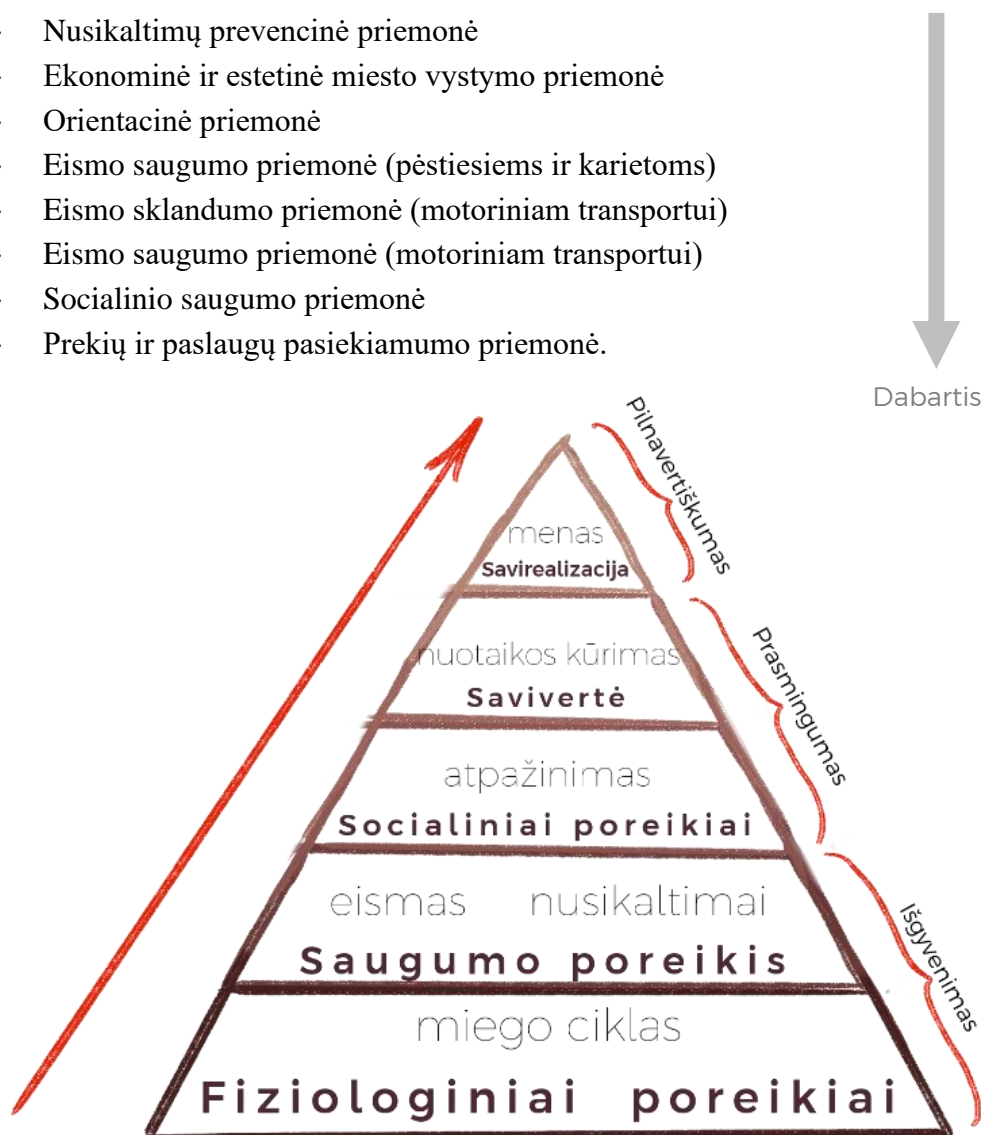 - Nusikaltimų prevencinė priemonė
- Ekonominė ir estetinė miesto vystymo priemonė
- Orientacinė priemonė
- Eismo saugumo priemonė (pėstiesiems ir karietoms)
- Eismo sklandumo priemonė (motoriniam transportui)
- Eismo saugumo priemonė (motoriniam transportui)
- Socialinio saugumo priemonė
- Prekių ir paslaugų pasiekiamumo priemonė.
Dabartis
Pilnavertiškumas
menas
Savirealizacija
Prasmingumas
nuotaikos kūrimas
Savivertė
atpažinimas
Socialiniai poreikiai
Išgyvenimas
eismas nusikaltimai
Saugumo poreikis
miego ciklas
Fiziologiniai poreikiai